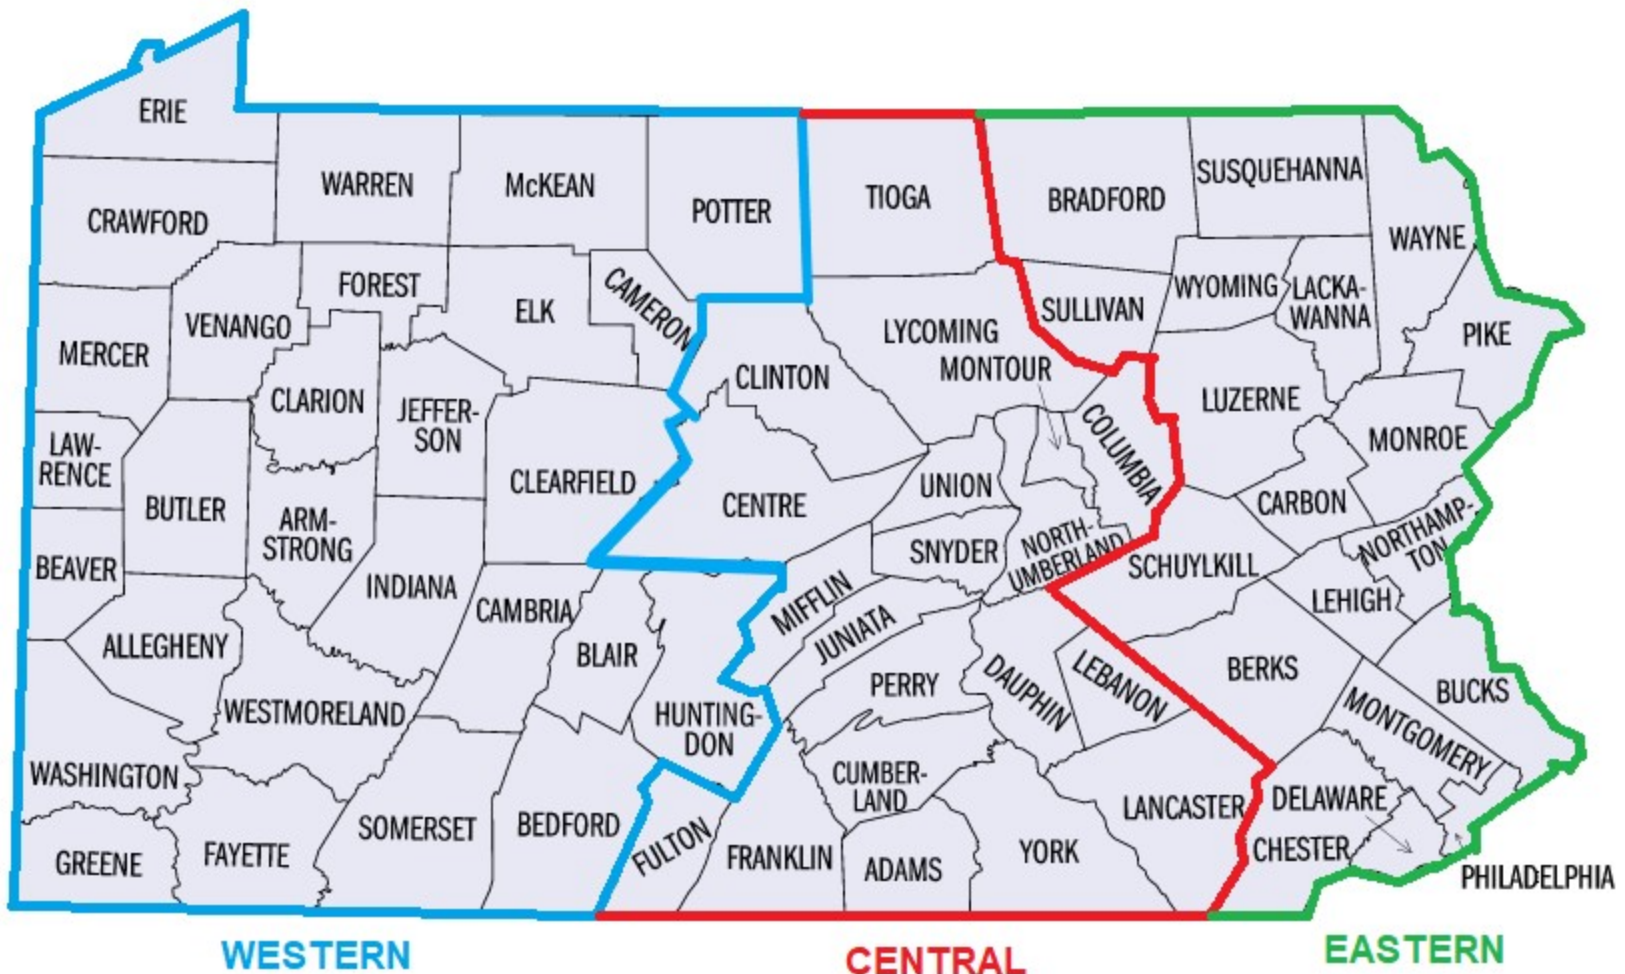 ERIE
WARREN
McKEAN
POTTER
TIOGA
BRADFORD
SUSQUEHANNA
WAYNE
CRAWFORD
FOREST
ELK
CAMERON
VENANGO
MERCER
CLARION
JEFFER-
SON
CLINTON
LYCOMING
MONTOUR
SULLIVAN
WYOMING
LACKA-
WANNA
PIKE
LUZERNE
COLUMBIA
MONROE
LAW-
RENCE
BUTLER
ARM-
STRONG
CLEARFIELD
CENTRE
UNION
SNYDER
NORTH-
UMBERLAND
CARBON
NORTHAMP-
TON
SCHUYLKILL
LEHIGH
BEAVER
INDIANA
CAMBRIA
BLAIR
MIFFLIN
JUNIATA
PERRY
DAUPHIN
LEBANON
BERKS
BUCKS
MONTGOMERY
ALLEGHENY
WESTMORELAND
HUNTING-
DON
WASHINGTON
CUMBER-
LAND
LANCASTER
DELAWARE
CHESTER
GREENE
FAYETTE
SOMERSET
BEDFORD
FULTON
FRANKLIN
ADAMS
YORK
PHILADELPHIA
WESTERN
CENTRAL
EASTERN